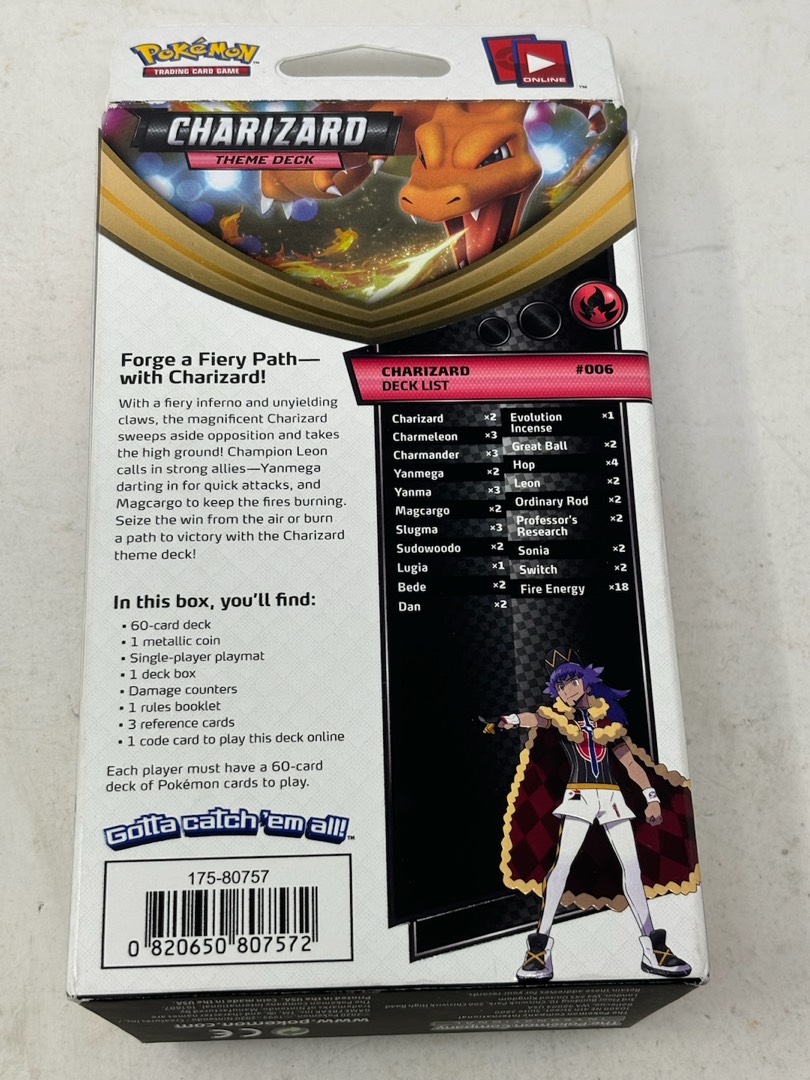 POKéMON™
TRADING CARD GAME
ONLINE
™
CHARIZARD
THEME DECK
Forge a Fiery Path—
with Charizard!
With a fiery inferno and unyielding
claws, the magnificent Charizard
sweeps aside opposition and takes
the high ground! Champion Leon
calls in strong allies—Yanmega
darting in for quick attacks, and
Magcargo to keep the fires burning.
Seize the win from the air or burn
a path to victory with the Charizard
theme deck!
In this box, you'll find:
• 60-card deck
• 1 metallic coin
• Single-player playmat
• 1 deck box
• Damage counters
• 1 rules booklet
• 3 reference cards
• 1 code card to play this deck online
Each player must have a 60-card
deck of Pokémon cards to play.
Gotta catch 'em all!™
175-80757
0 820650 807572
CHARIZARD #006
DECK LIST
Charizard ×2
Charmeleon ×3
Charmander ×3
Yanmega ×2
Yanma ×3
Magcargo ×2
Slugma ×3
Sudowoodo ×2
Lugia ×1
Bede ×2
Dan ×2
Evolution ×1
Incense
Great Ball ×2
Hop ×4
Leon ×2
Ordinary Rod ×2
Professor's ×2
Research
Sonia ×2
Switch ×2
Fire Energy ×18
www.pokemon.com
CE
The Pokémon Company